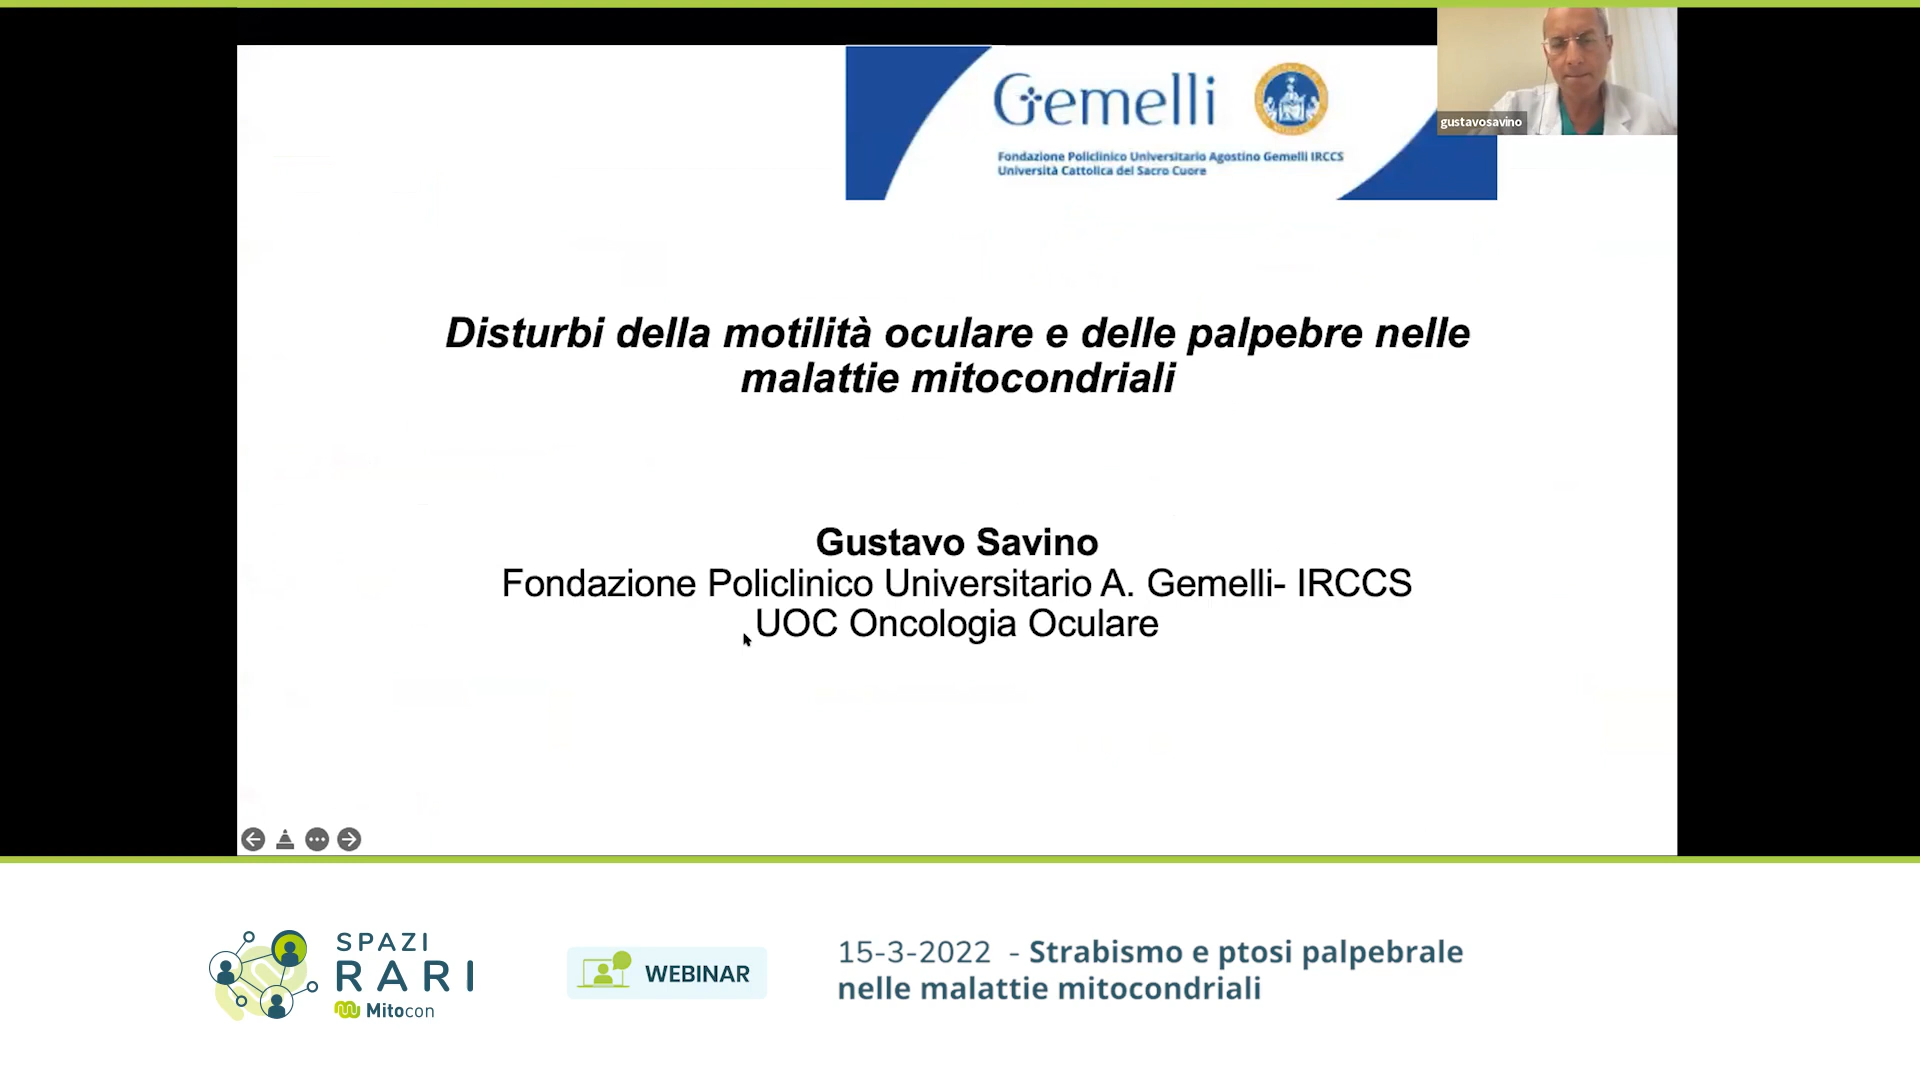 Gemelli
Fondazione Policlinico Universitario Agostino Gemelli IRCCS
Università Cattolica del Sacro Cuore
gustavosavino
Disturbi della motilità oculare e delle palpebre nelle
malattie mitocondriali
Gustavo Savino
Fondazione Policlinico Universitario A. Gemelli- IRCCS
UOC Oncologia Oculare
SPAZI
RARI
Mitocon
WEBINAR
15-3-2022 - Strabismo e ptosi palpebrale
nelle malattie mitocondriali